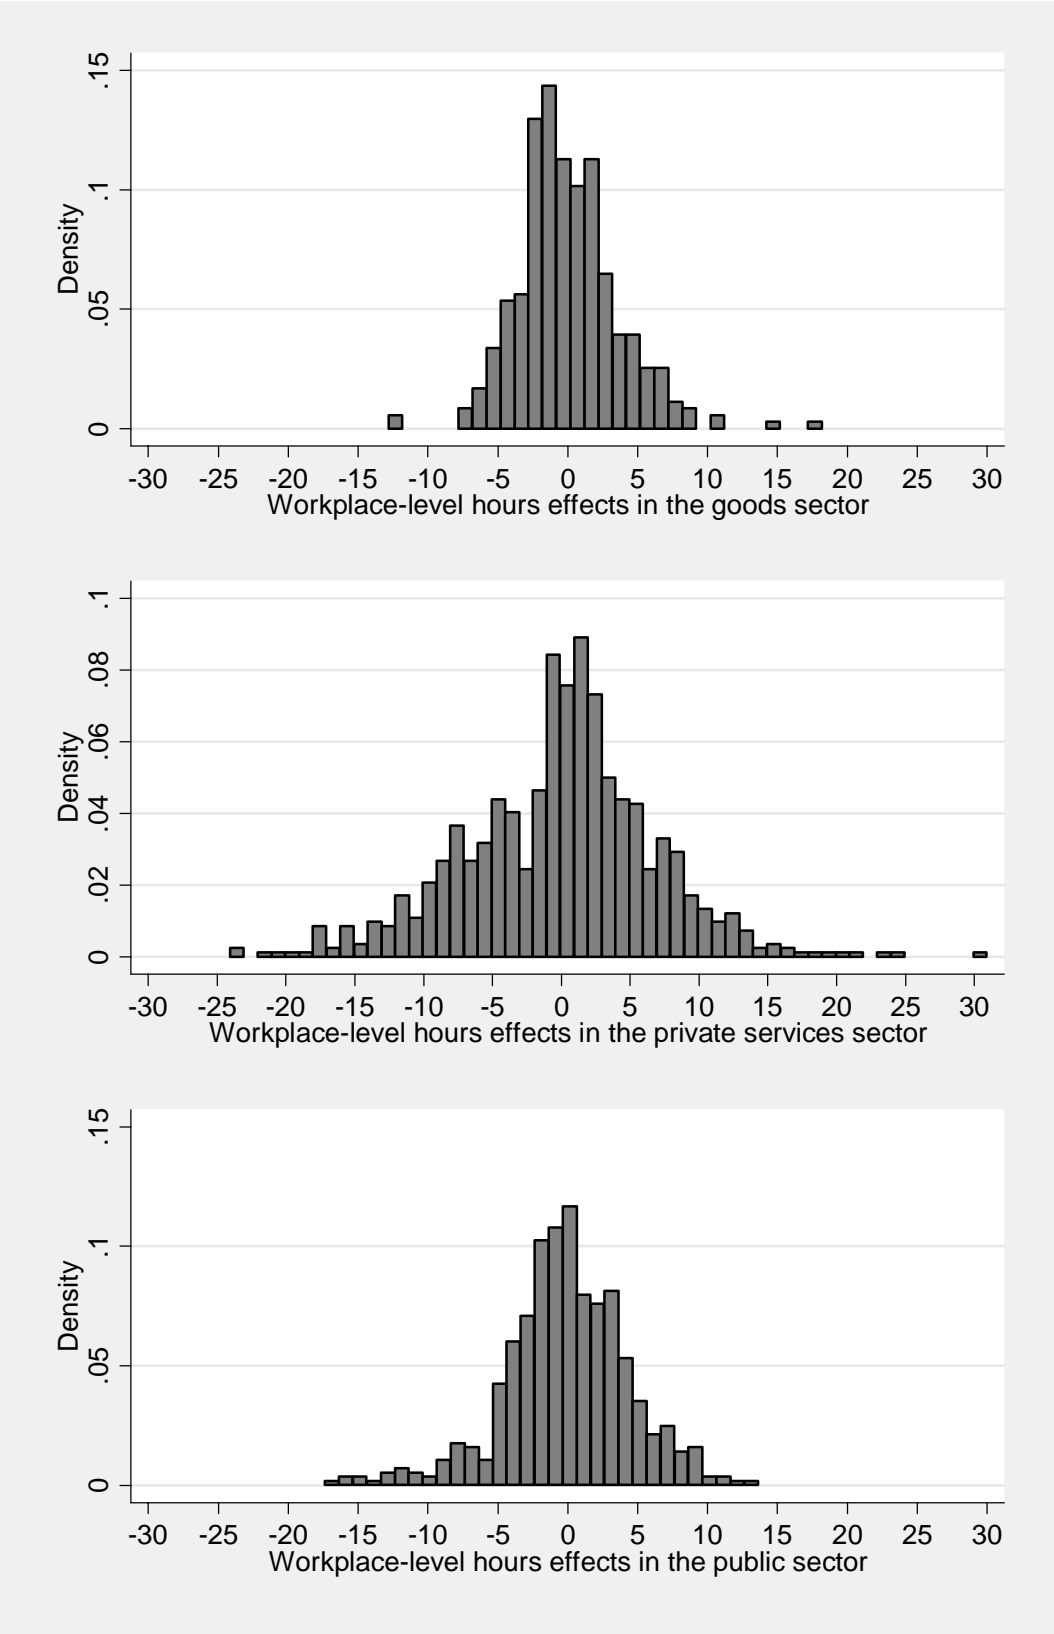 Density
.15
.1
.05
0
-30 -25 -20 -15 -10 -5 0 5 10 15 20 25 30
Workplace-level hours effects in the goods sector
Density
.1
.08
.06
.04
.02
0
-30 -25 -20 -15 -10 -5 0 5 10 15 20 25 30
Workplace-level hours effects in the private services sector
Density
.15
.1
.05
0
-30 -25 -20 -15 -10 -5 0 5 10 15 20 25 30
Workplace-level hours effects in the public sector